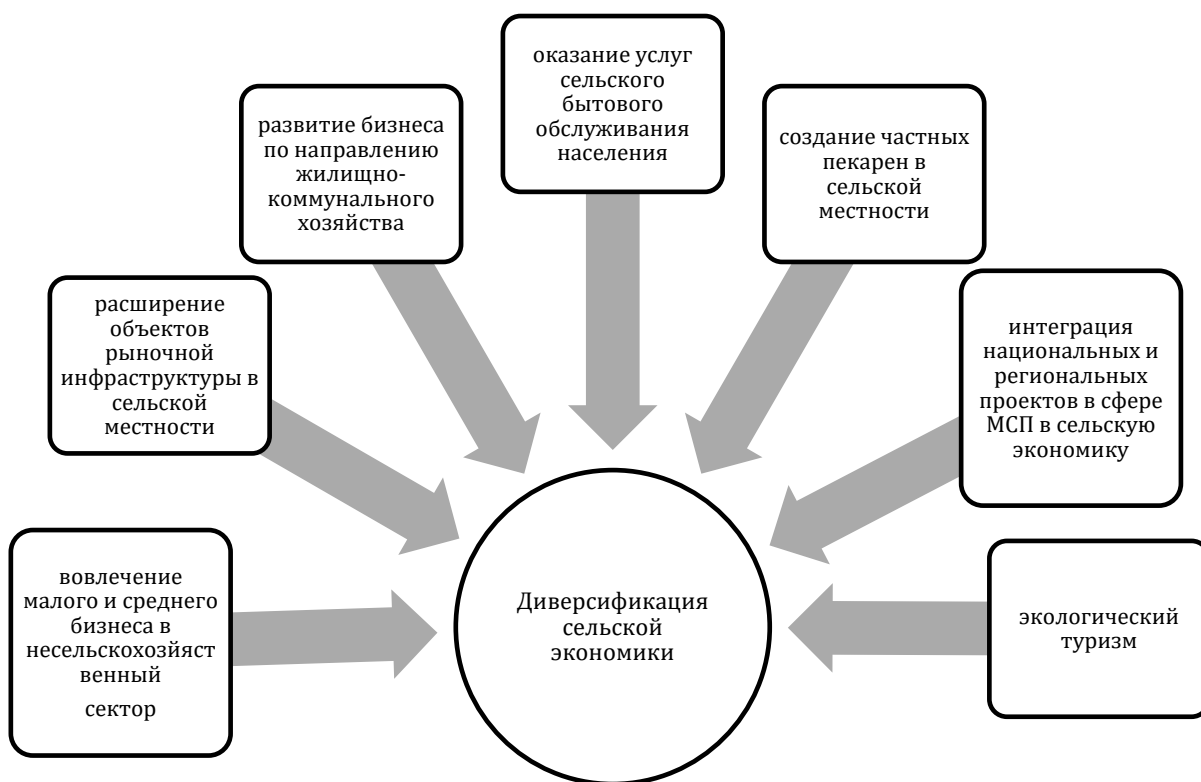 вовлечение
малого и среднего
бизнеса в
несельскохозяйст
венный
сектор
расширение
объектов
рыночной
инфраструктуры в
сельской
местности
развитие бизнеса
по направлению
жилищно-
коммунального
хозяйства
оказание услуг
сельского
бытового
обслуживания
населения
создание частных
пекарен в
сельской
местности
интеграция
национальных и
региональных
проектов в сфере
МСП в сельскую
экономику
экологический
туризм
Диверсификация
сельской
экономики